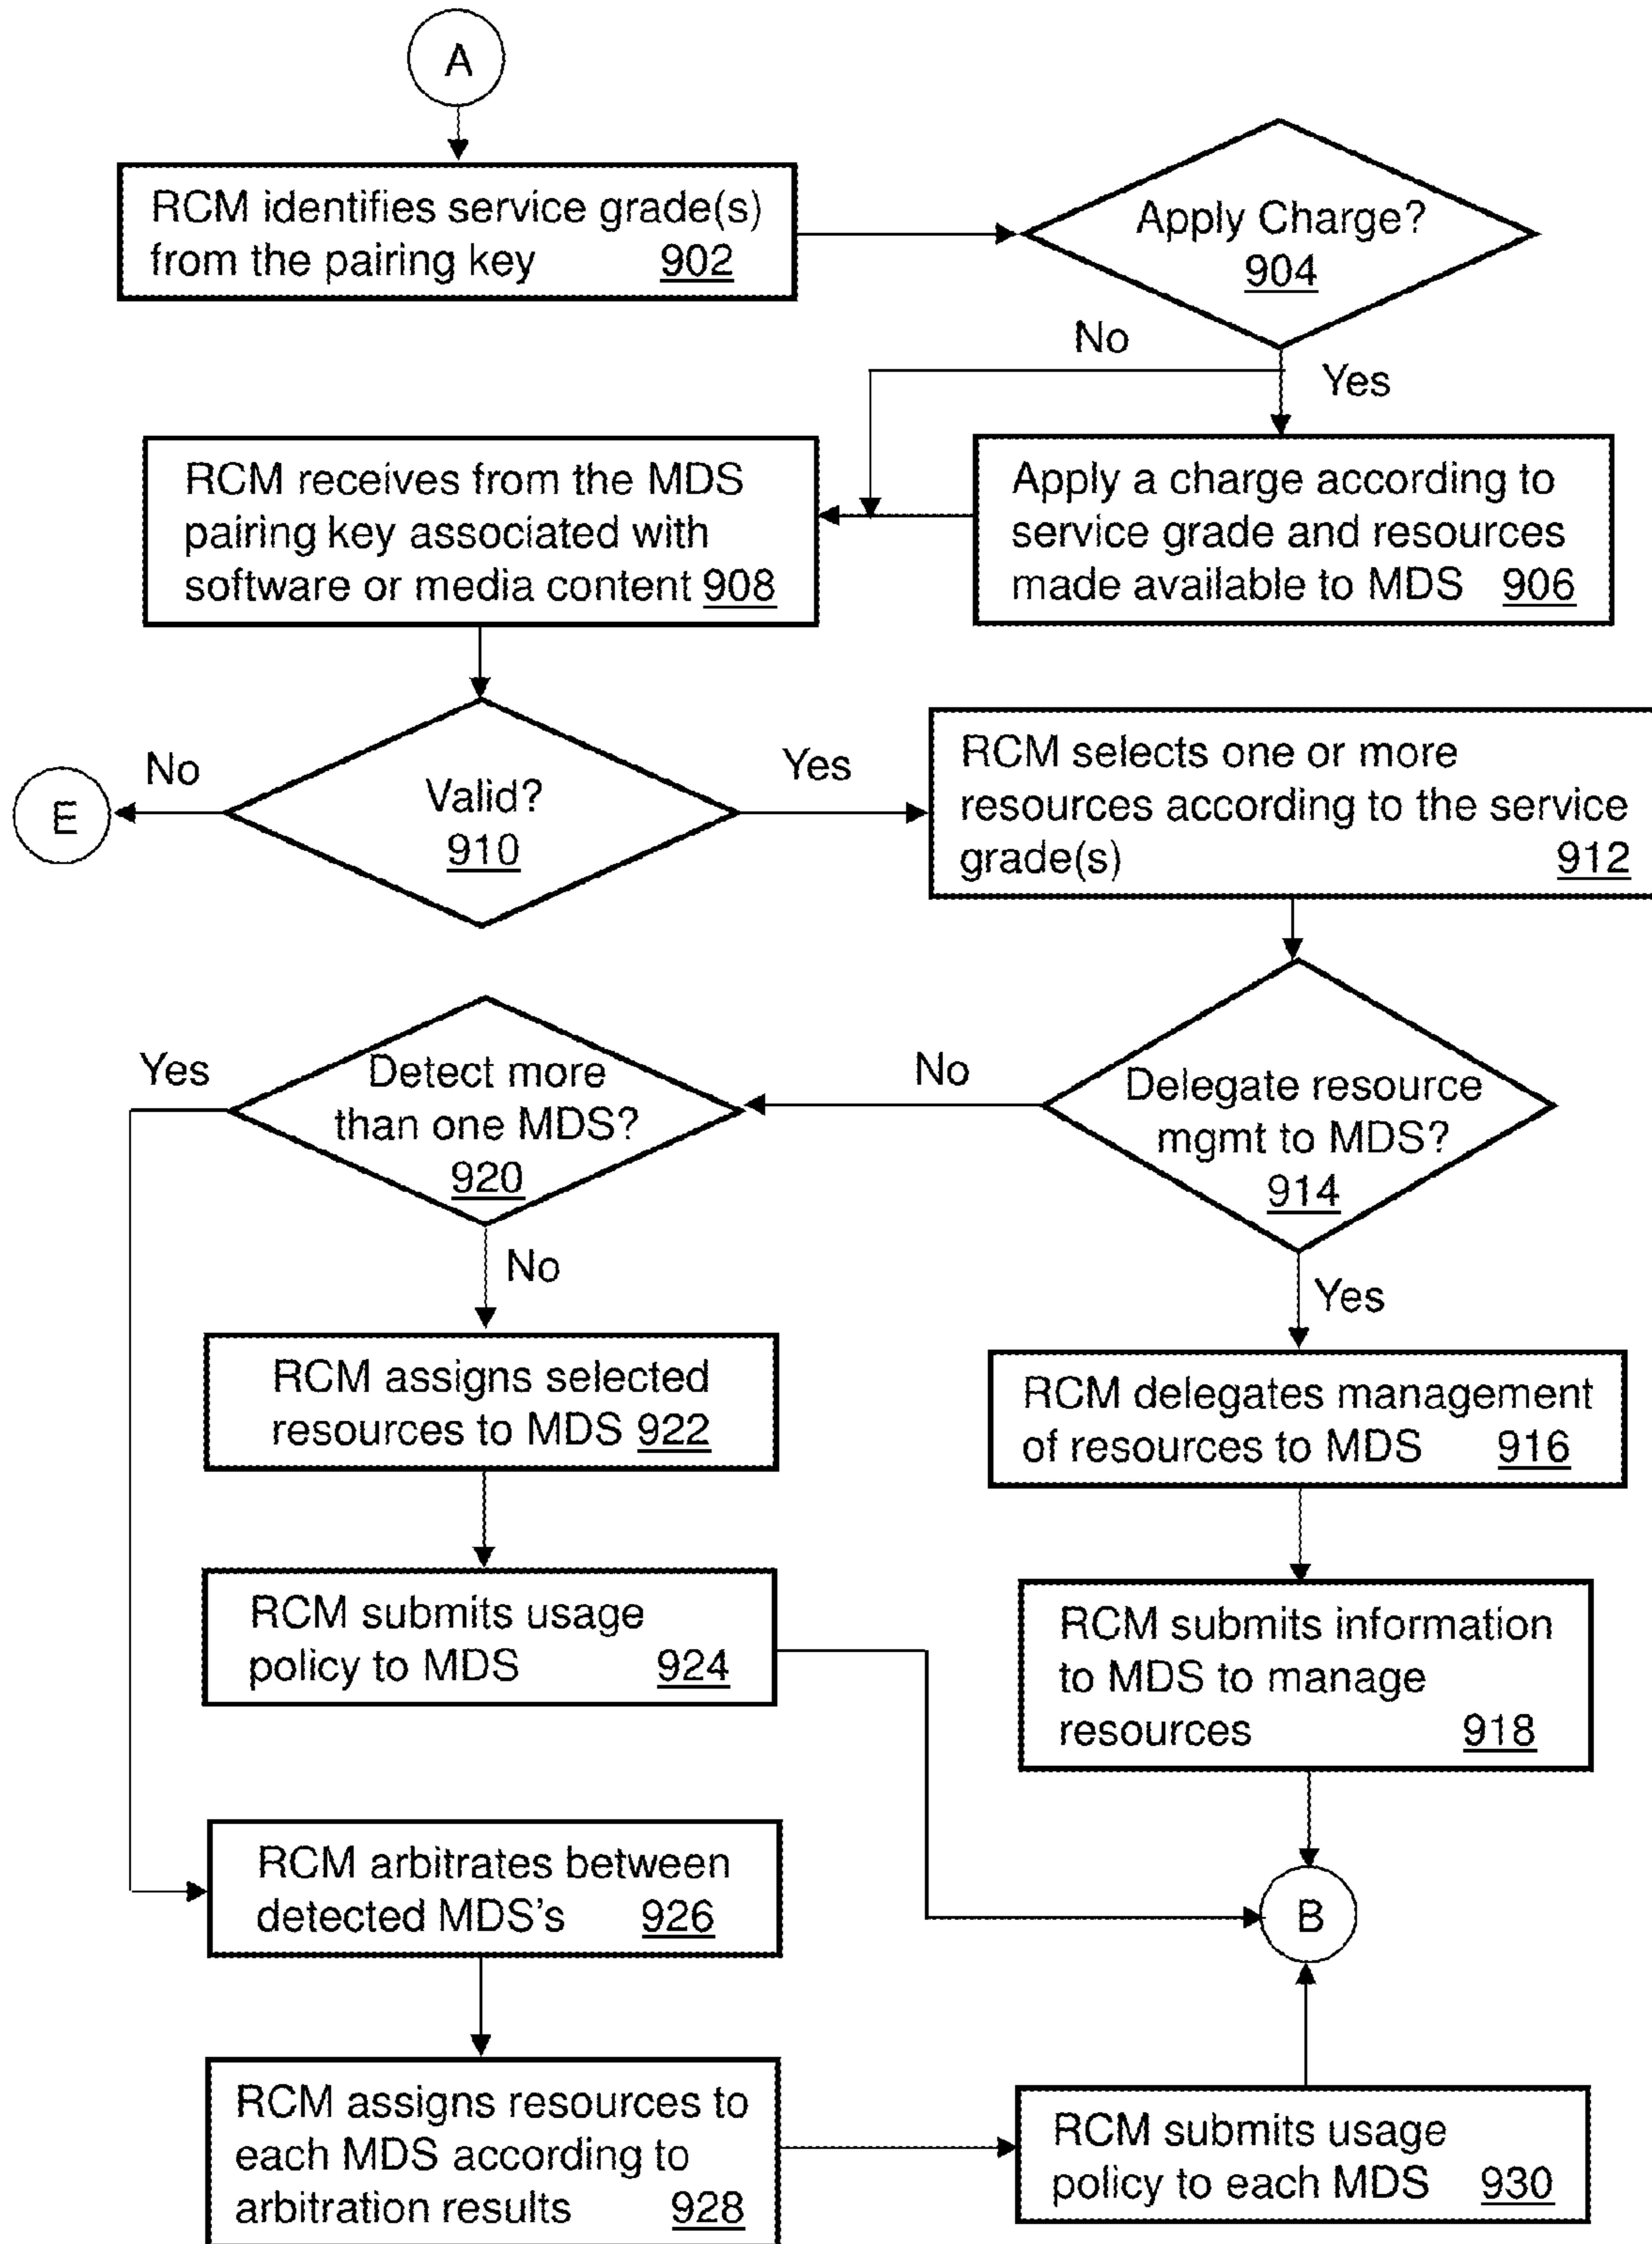 A
RCM identifies service grade(s)
from the pairing key 902
Apply Charge?
904
No
Yes
RCM receives from the MDS
pairing key associated with
software or media content 908
Apply a charge according to
service grade and resources
made available to MDS 906
No
E
Valid?
910
Yes
RCM selects one or more
resources according to the service
grade(s) 912
Yes
Detect more
than one MDS?
920
No
Delegate resource
mgmt to MDS?
914
No
Yes
RCM assigns selected
resources to MDS 922
RCM delegates management
of resources to MDS 916
RCM submits usage
policy to MDS 924
RCM submits information
to MDS to manage
resources 918
RCM arbitrates between
detected MDS's 926
B
RCM assigns resources to
each MDS according to
arbitration results 928
RCM submits usage
policy to each MDS 930